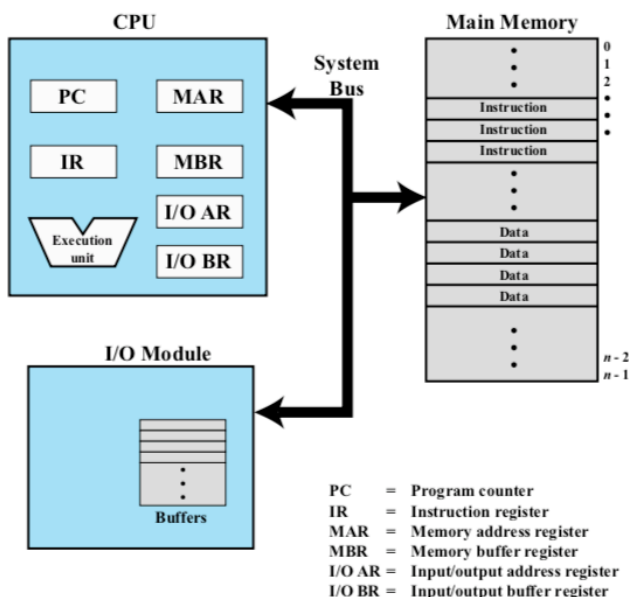 CPU
Main Memory
System
Bus
PC
MAR
IR
MBR
I/O AR
Execution
unit
I/O BR
0
1
2
Instruction
Instruction
Instruction
Data
Data
Data
Data
n - 2
n - 1
I/O Module
Buffers
PC = Program counter
IR = Instruction register
MAR = Memory address register
MBR = Memory buffer register
I/O AR = Input/output address register
I/O BR = Input/output buffer register